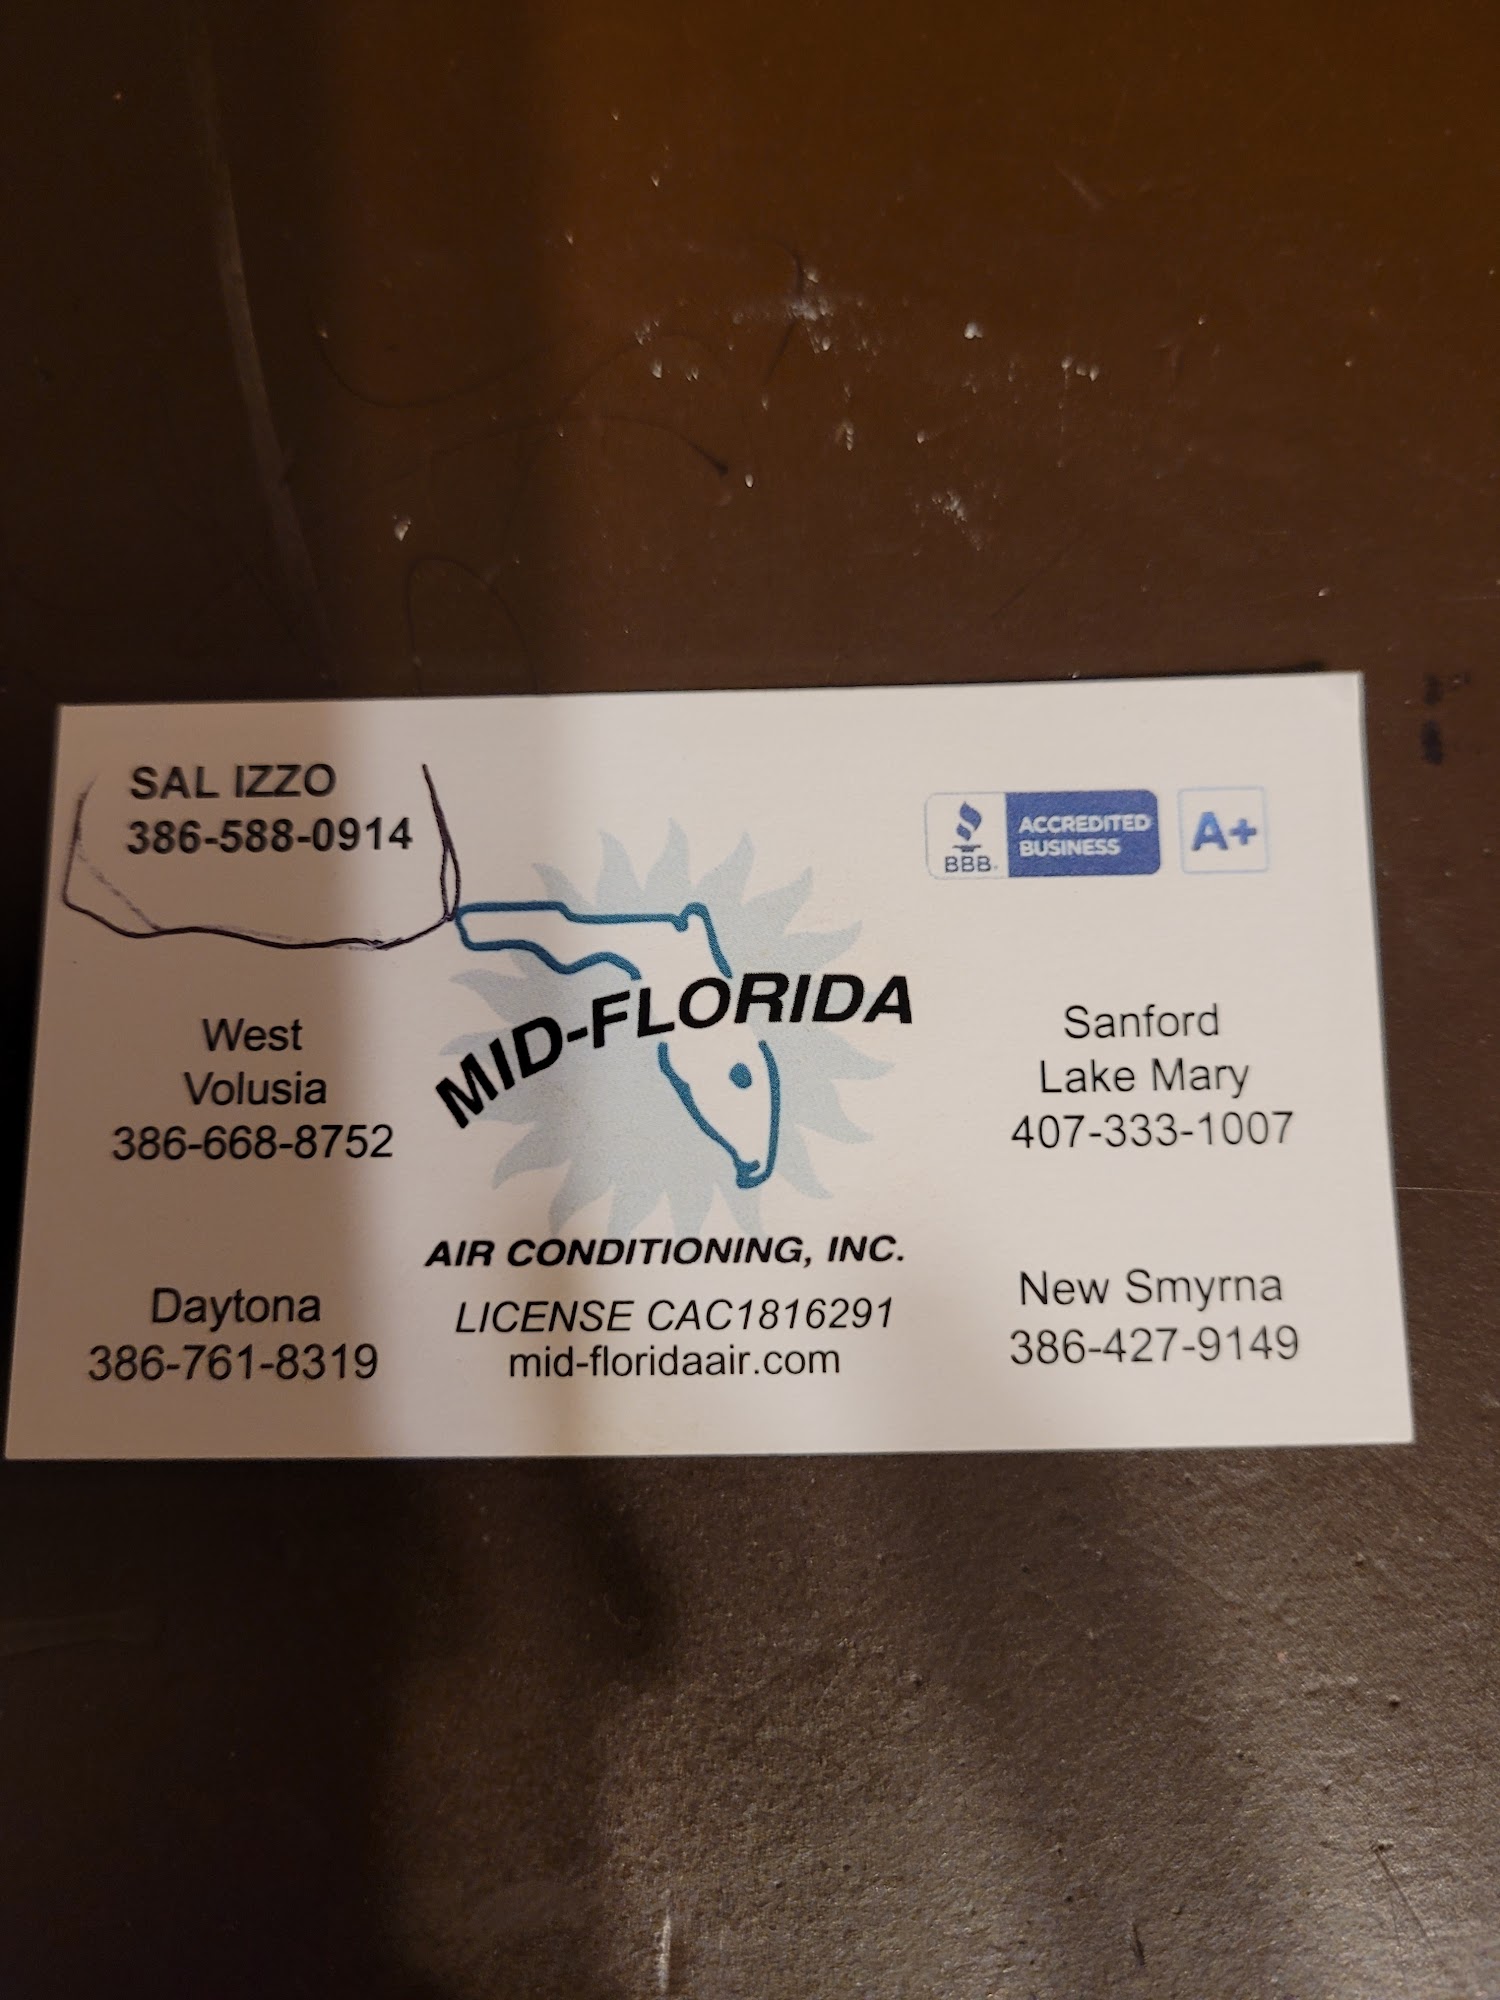 SAL IZZO
386-588-0914
BBB.
ACCREDITED
BUSINESS
A+
MID-FLORIDA
AIR CONDITIONING, INC.
LICENSE CAC1816291
mid-floridaair.com
West
Volusia
386-668-8752
Daytona
386-761-8319
Sanford
Lake Mary
407-333-1007
New Smyrna
386-427-9149